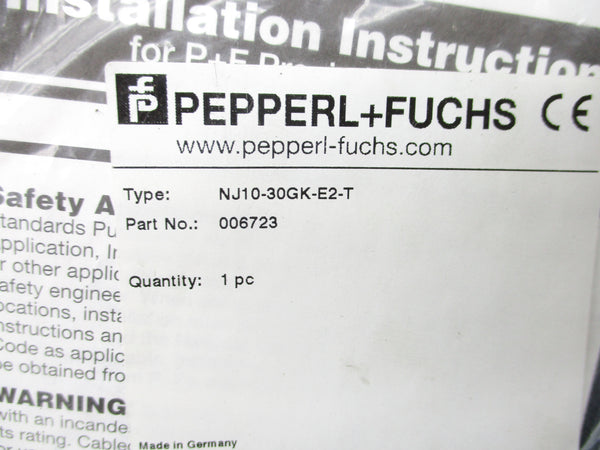 Installation Instruction
for P+F
PEPPERL+FUCHS CE
www.pepperl-fuchs.com
Type: NJ10-30GK-E2-T
Part No.: 006723
Quantity: 1 pc
Made in Germany
Safety A
Standards Pu
Application, In
r other applic
afety enginee
ocations, insta
nstructions an
Code as applic
be obtained fro
WARNING
with an incande
ts rating. Cable